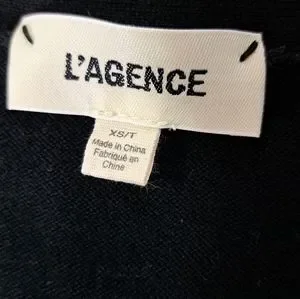 L'AGENCE
XS/T
Made in China
Fabriqué en
Chine